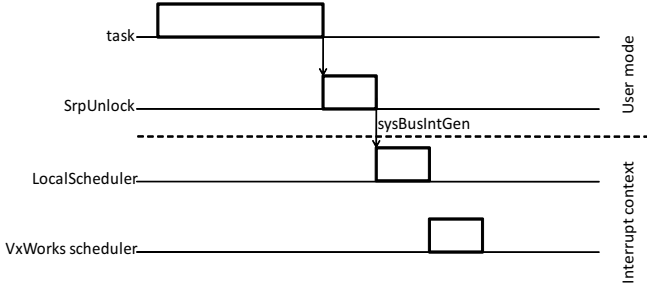 task
SrpUnlock
sysBusIntGen
LocalScheduler
VxWorks scheduler
User mode
Interrupt context